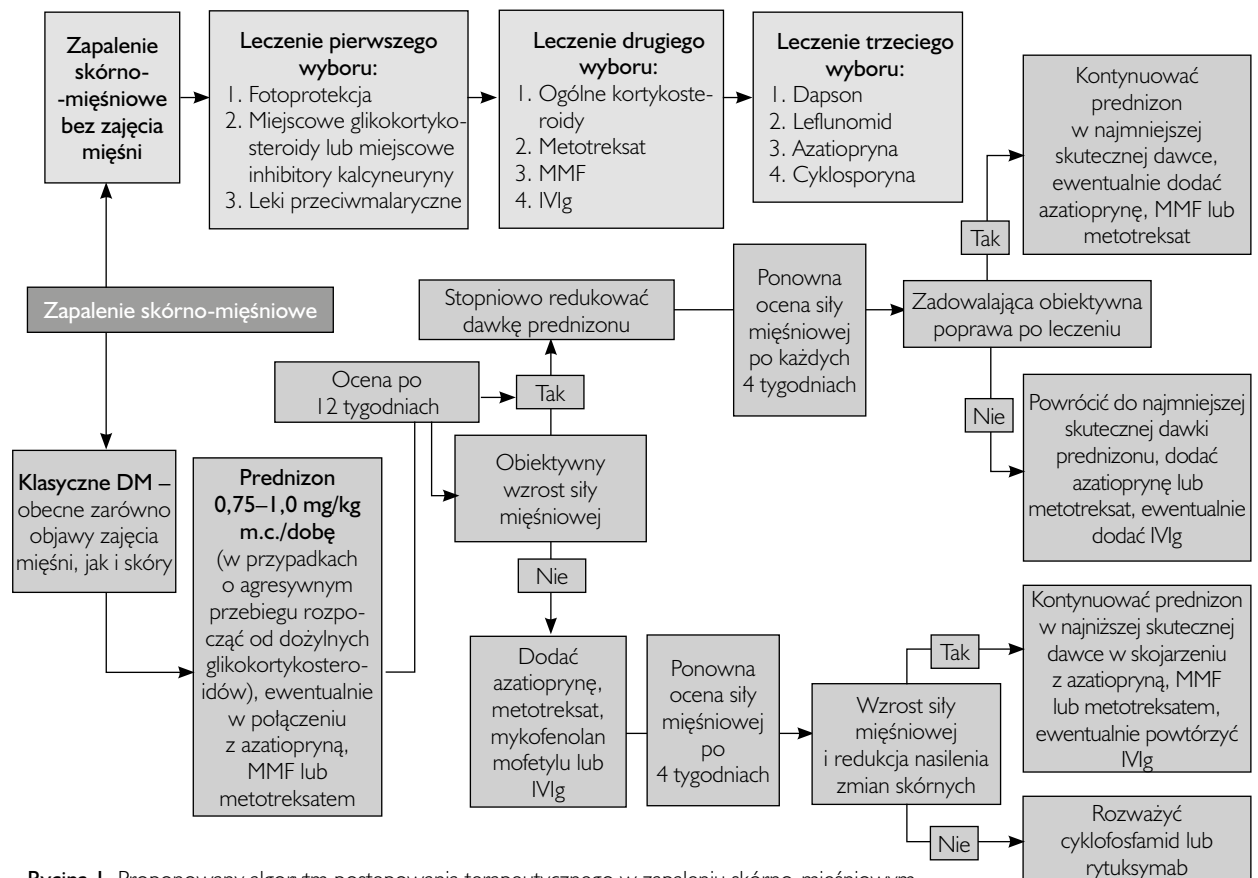 Zapalenie
skórno-
-mięśniowe
bez zajęcia
mięśni
Leczenie pierwszego
wyboru:
1. Fotoprotekcja
2. Miejscowe glikokortyko-
steroidy lub miejscowe
inhibitory kalcyneuryny
3. Leki przeciwmalaryczne
Leczenie drugiego
wyboru:
1. Ogólne kortykoste-
roidy
2. Metotreksat
3. MMF
4. IVIg
Leczenie trzeciego
wyboru:
1. Dapson
2. Leflunomid
3. Azatiopryna
4. Cyklosporyna
Kontynuować
prednizon
w najmniejszej
skutecznej dawce,
ewentualnie dodać
azatioprynę, MMF lub
metotreksat
Tak
Zapalenie skórno-mięśniowe
Stopniowo redukować
dawkę prednizonu
Ponowna
ocena siły
mięśniowej
po każdych
4 tygodniach
Zadowalająca obiektywna
poprawa po leczeniu
Ocena po
12 tygodniach
Tak
Nie
Powrócić do najmniejszej
skutecznej dawki
prednizonu, dodać
azatioprynę lub
metotreksat, ewentualnie
dodać IVIg
Klasyczne DM –
obecne zarówno
objawy zajęcia
mięśni, jak i skóry
Prednizon
0,75–1,0 mg/kg
m.c./dobę
(w przypadkach
o agresywnym
przebiegu rozpo-
cząć od dożylnych
glikokortykostero-
idów), ewentualnie
w połączeniu
z azatiopryną,
MMF lub
metotreksatem
Obiektywny
wzrost siły
mięśniowej
Nie
Dodać
azatioprynę,
metotreksat,
mykofenolan
mofetylu lub
IVIg
Ponowna
ocena siły
mięśniowej
po
4 tygodniach
Wzrost siły
mięśniowej
i redukcja nasilenia
zmian skórnych
Tak
Kontynuować prednizon
w najniższej skutecznej
dawce w skojarzeniu
z azatiopryną, MMF
lub metotreksatem,
ewentualnie powtórzyć
IVIg
Nie
Rozważyć
cyklofosfamid lub
rytuksymab
Rycina 1. Proponowany algorytm postępowania terapeutycznego w zapaleniu skórno-mięśniowym